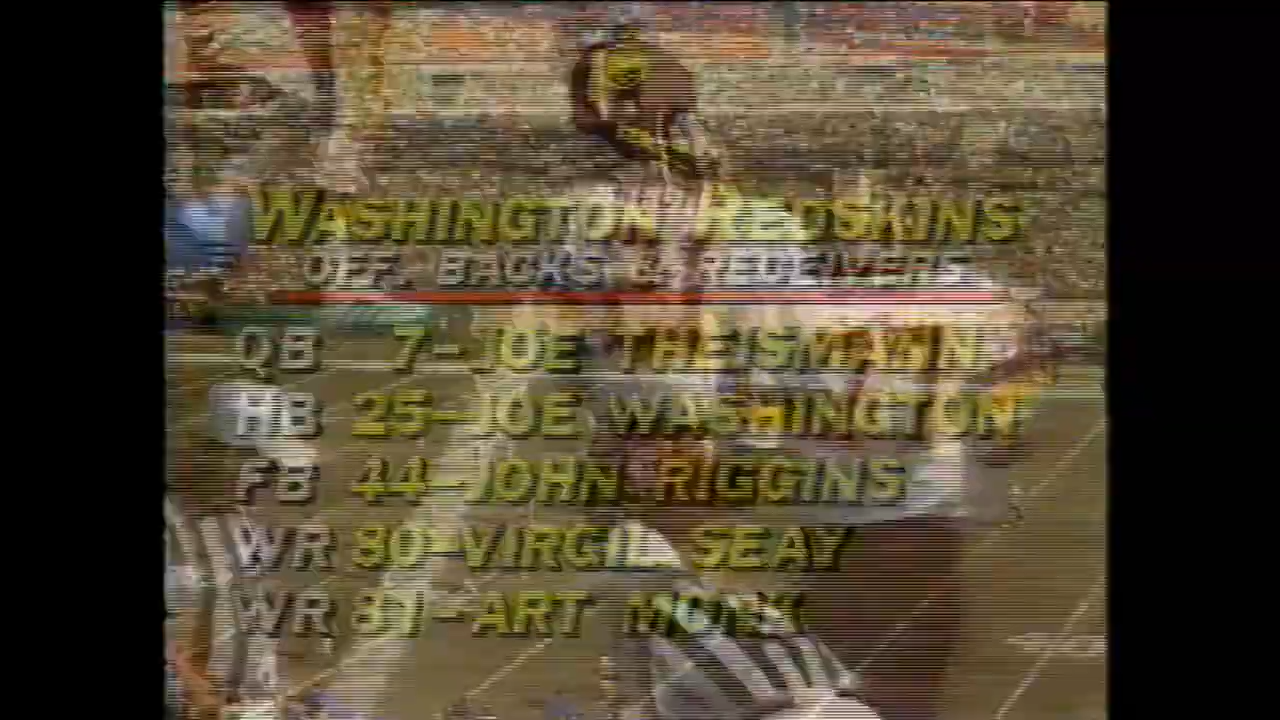 WASHINGTON REDSKINS
OFF. BACKS & RECEIVERS
QB 7-JOE THEISMANN
HB 25-JOE WASHINGTON
FB 44-JOHN RIGGINS
WR 80-VIRGIL SEAY
WR 81-ART MONK